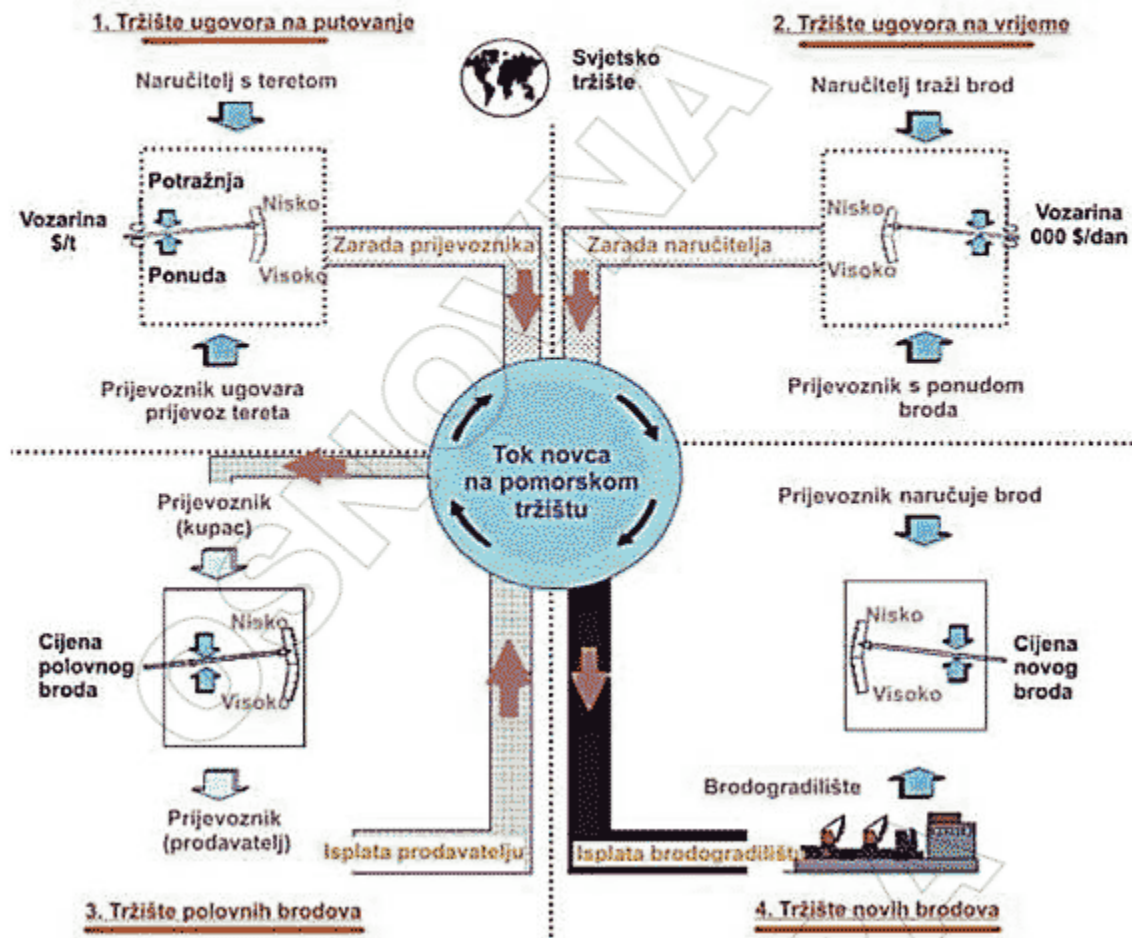 1. Tržište ugovora na putovanje
2. Tržište ugovora na vrijeme
Svjetsko
tržište
Naručitelj s teretom
Naručitelj traži brod
Potražnja
Nisko
Vozarina
$/t
Ponuda
Visoko
Zarada prijevoznika
Zarada naručitelja
Nisko
Visoko
Vozarina
000 $/dan
Prijevoznik ugovara
prijevoz tereta
Prijevoznik s ponudom
broda
Tok novca
na pomorskom
tržištu
Prijevoznik
(kupac)
Prijevoznik naručuje brod
Nisko
Cijena
polovnog
broda
Visoko
Nisko
Visoko
Cijena
novog
broda
Prijevoznik
(prodavatelj)
Brodogradilište
Isplata prodavatelju
Isplata brodogradilištu
3. Tržište polovnih brodova
4. Tržište novih brodova
OSNOVNA